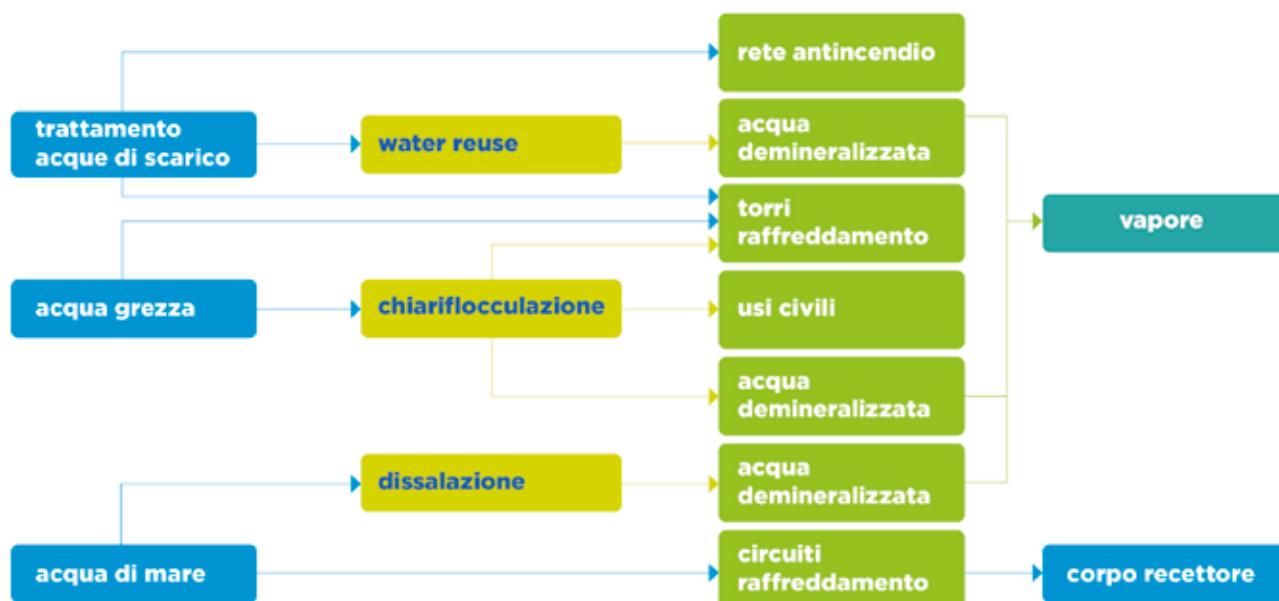 rete antincendio
trattamento
acque di scarico
water reuse
acqua
demineralizzata
torri
raffreddamento
vapore
acqua grezza
chiariflocculazione
usi civili
acqua
demineralizzata
dissalazione
acqua
demineralizzata
acqua di mare
circuiti
raffreddamento
corpo recettore